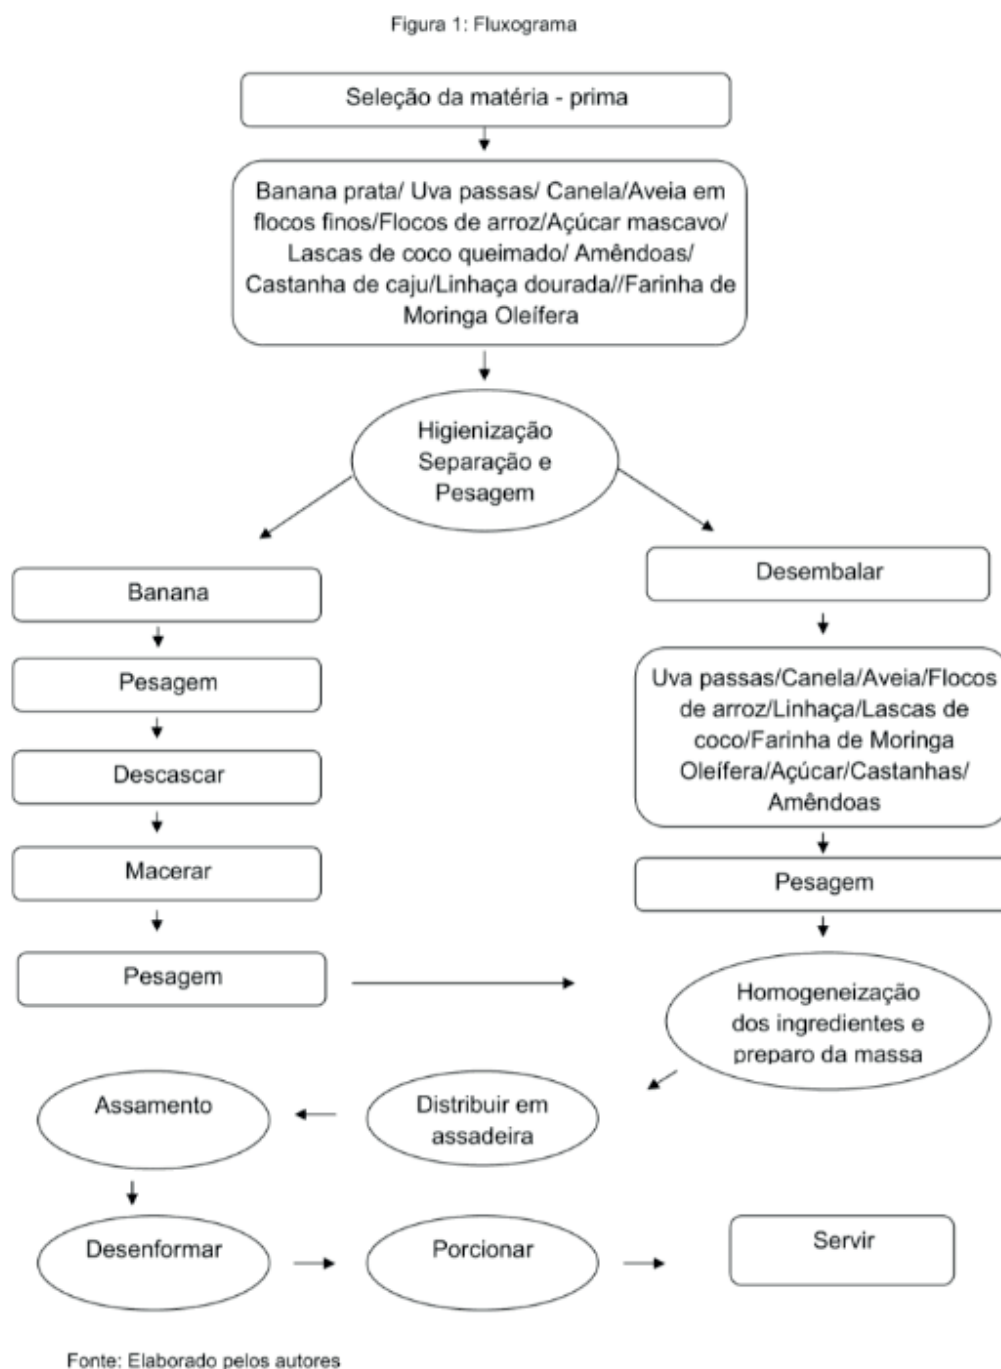 Figura 1: Fluxograma
Seleção da matéria - prima
Banana prata/ Uva passas/ Canela/Aveia em
flocos finos/Flocos de arroz/Açúcar mascavo/
Lascas de coco queimado/ Amêndoas/
Castanha de caju/Linhaça dourada//Farinha de
Moringa Oleífera
Higienização
Separação e
Pesagem
Banana
Pesagem
Descascar
Macerar
Pesagem
Desembalar
Uva passas/Canela/Aveia/Flocos
de arroz/Linhaça/Lascas de
coco/Farinha de Moringa
Oleífera/Açúcar/Castanhas/
Amêndoas
Pesagem
Homogeneização
dos ingredientes e
preparo da massa
Distribuir em
assadeira
Assamento
Desenformar
Porcionar
Servir
Fonte: Elaborado pelos autores